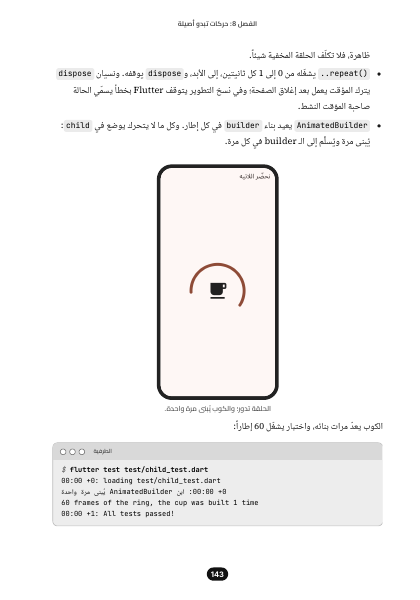 الفصل 8: حركات تبدو أصيلة
ظاهرة، فلا تكلّف الحلقة المخفية شيئاً.
• ..repeat() يشغّله من 0 إلى 1 كل ثانيتين، إلى الأبد، و dispose يوقفه. ونسيان dispose
يترك المؤقت يعمل بعد إغلاق الصفحة؛ وفي نسخ التطوير يتوقف Flutter بخطأ يسمّي الحالة
صاحبة المؤقت النشط.
• AnimatedBuilder يعيد بناء builder في كل إطار. وكل ما لا يتحرك يوضع في child :
يُبنى مرة ويُسلَّم إلى الـ builder في كل مرة.
نحضّر اللاتيه
الحلقة تدور؛ والكوب يُبنى مرة واحدة.
الكوب يعدّ مرات بنائه، واختبار يشغّل 60 إطاراً:
الطرفية
$ flutter test test/child_test.dart
00:00 +0: loading test/child_test.dart
00:00 +0: ابن AnimatedBuilder يُبنى مرة واحدة
60 frames of the ring, the cup was built 1 time
00:00 +1: All tests passed!
143